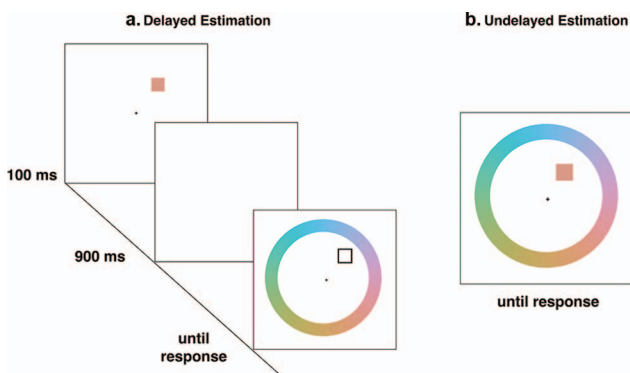 a. Delayed Estimation
b. Undelayed Estimation
100 ms
900 ms
until
response
until response